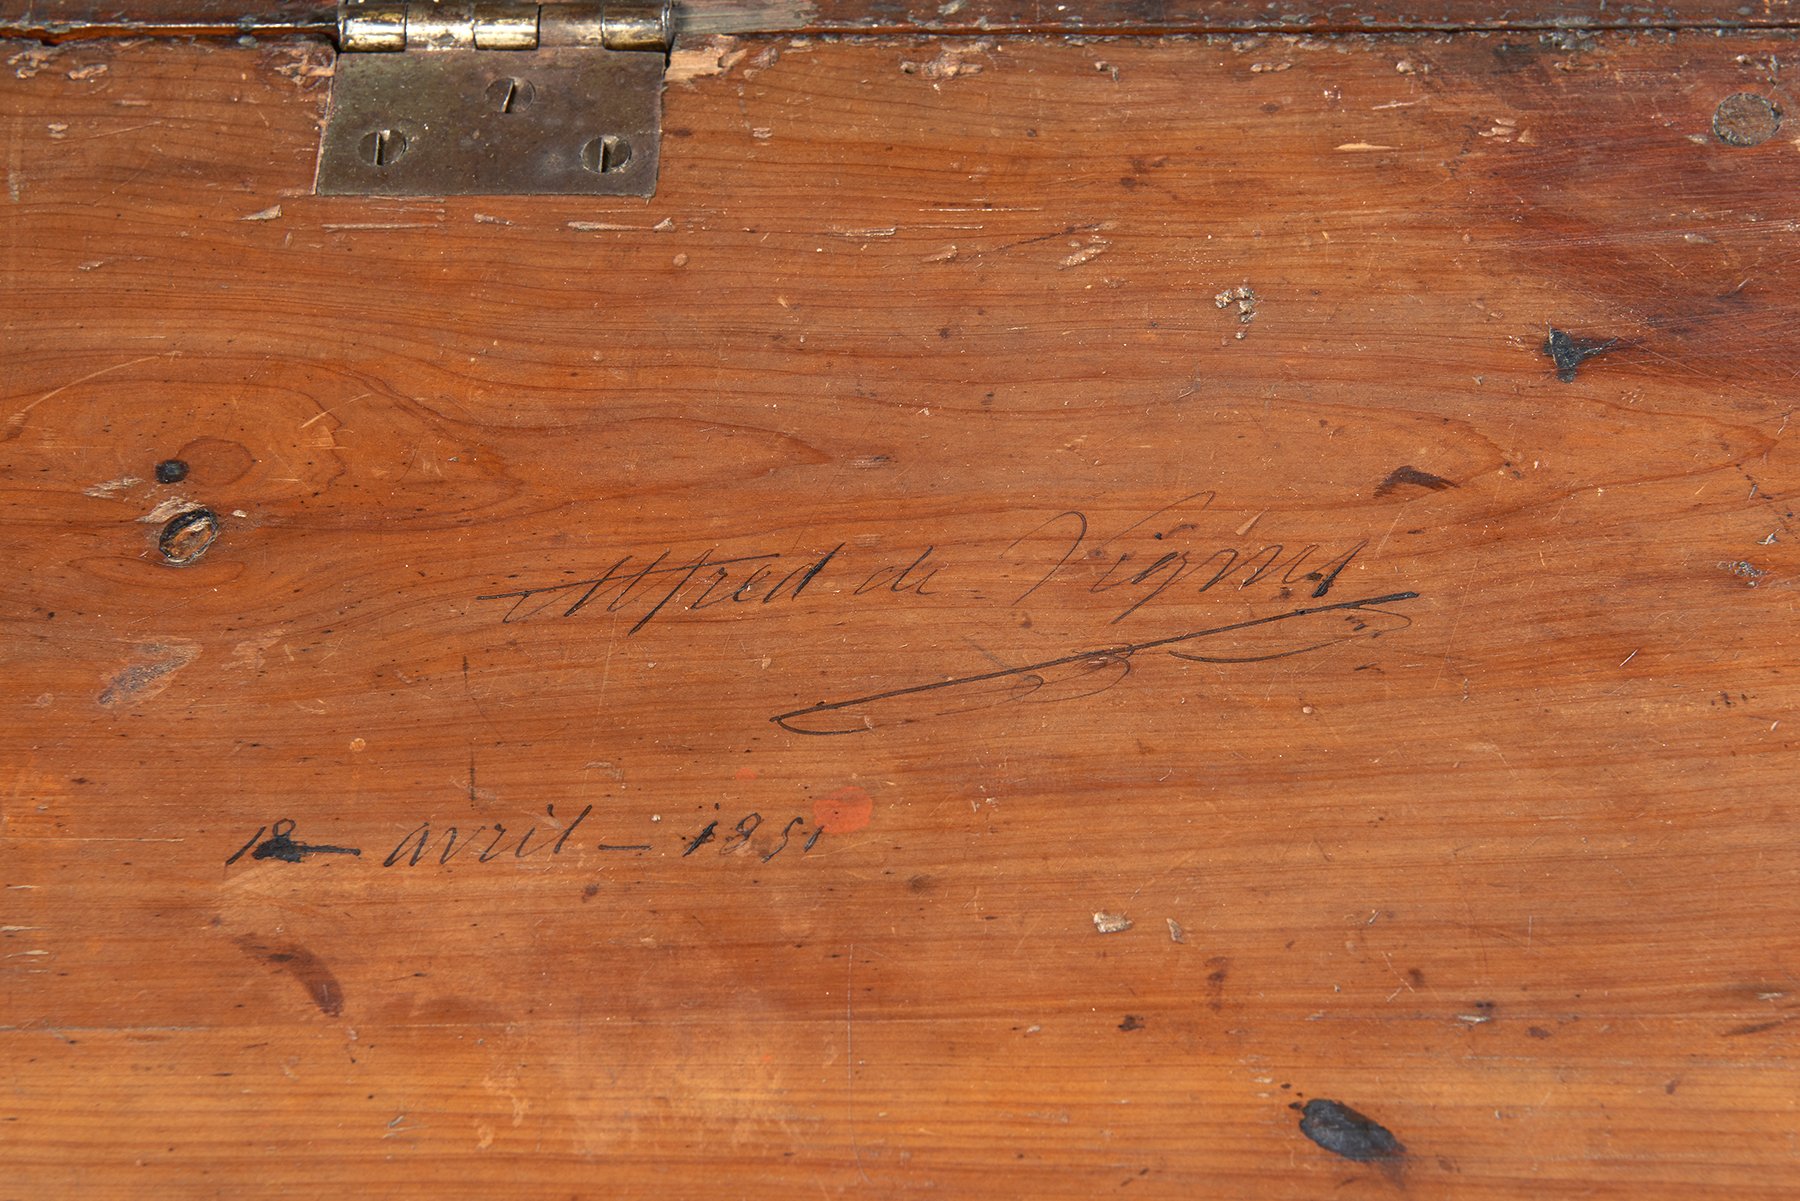 Alfred de Vigny
18 avril — 1851